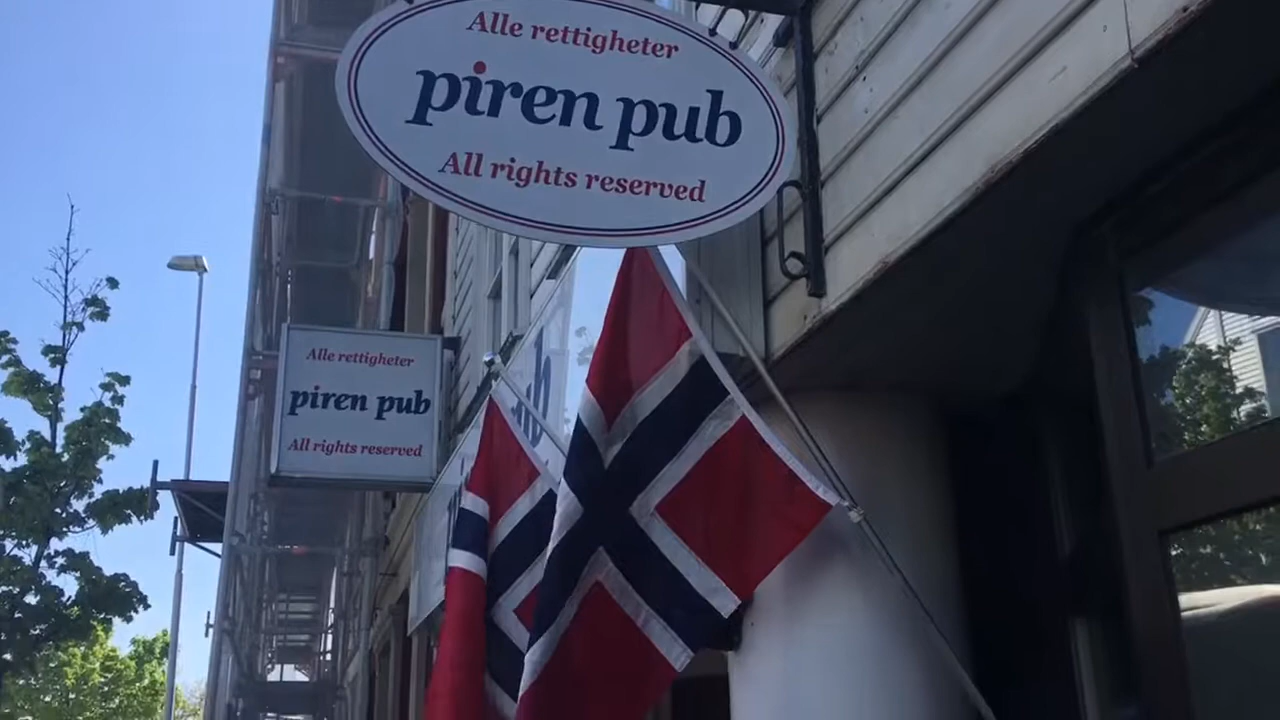 Alle rettigheter
piren pub
All rights reserved
Alle rettigheter
piren pub
All rights reserved